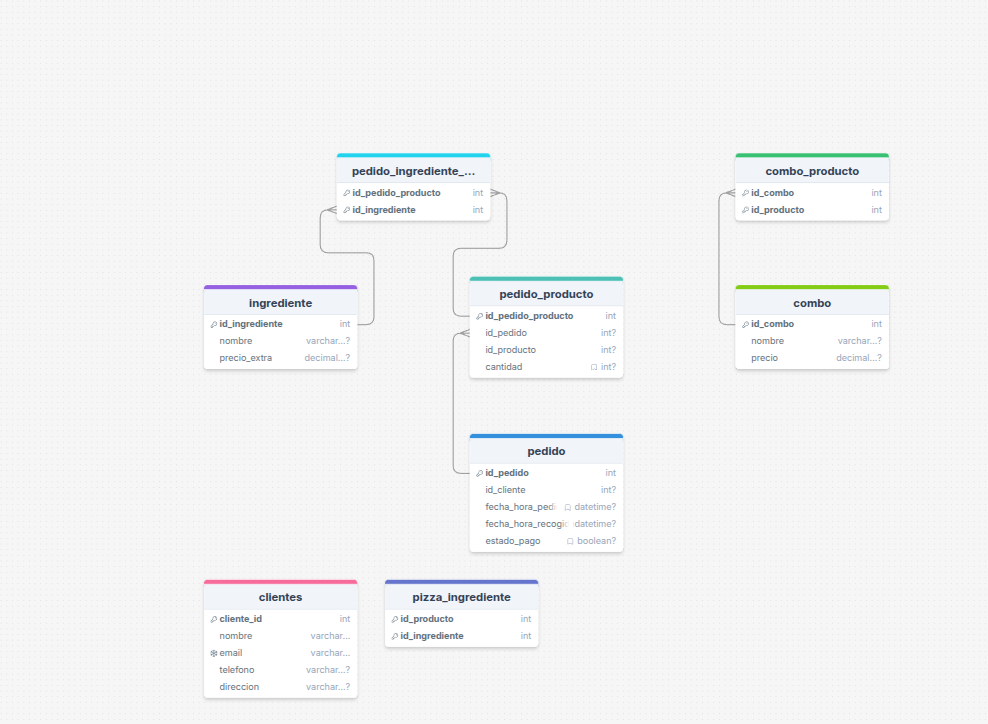 pedido_ingrediente_...
id_pedido_producto int
id_ingrediente int
combo_producto
id_combo int
id_producto int
ingrediente
id_ingrediente int
nombre varchar...?
precio_extra decimal...?
pedido_producto
id_pedido_producto int
id_pedido int?
id_producto int?
cantidad int?
combo
id_combo int
nombre varchar...?
precio decimal...?
pedido
id_pedido int
id_cliente int?
fecha_hora_pedi datetime?
fecha_hora_recogi datetime?
estado_pago boolean?
clientes
cliente_id int
nombre varchar...
email varchar...
telefono varchar...?
direccion varchar...?
pizza_ingrediente
id_producto int
id_ingrediente int